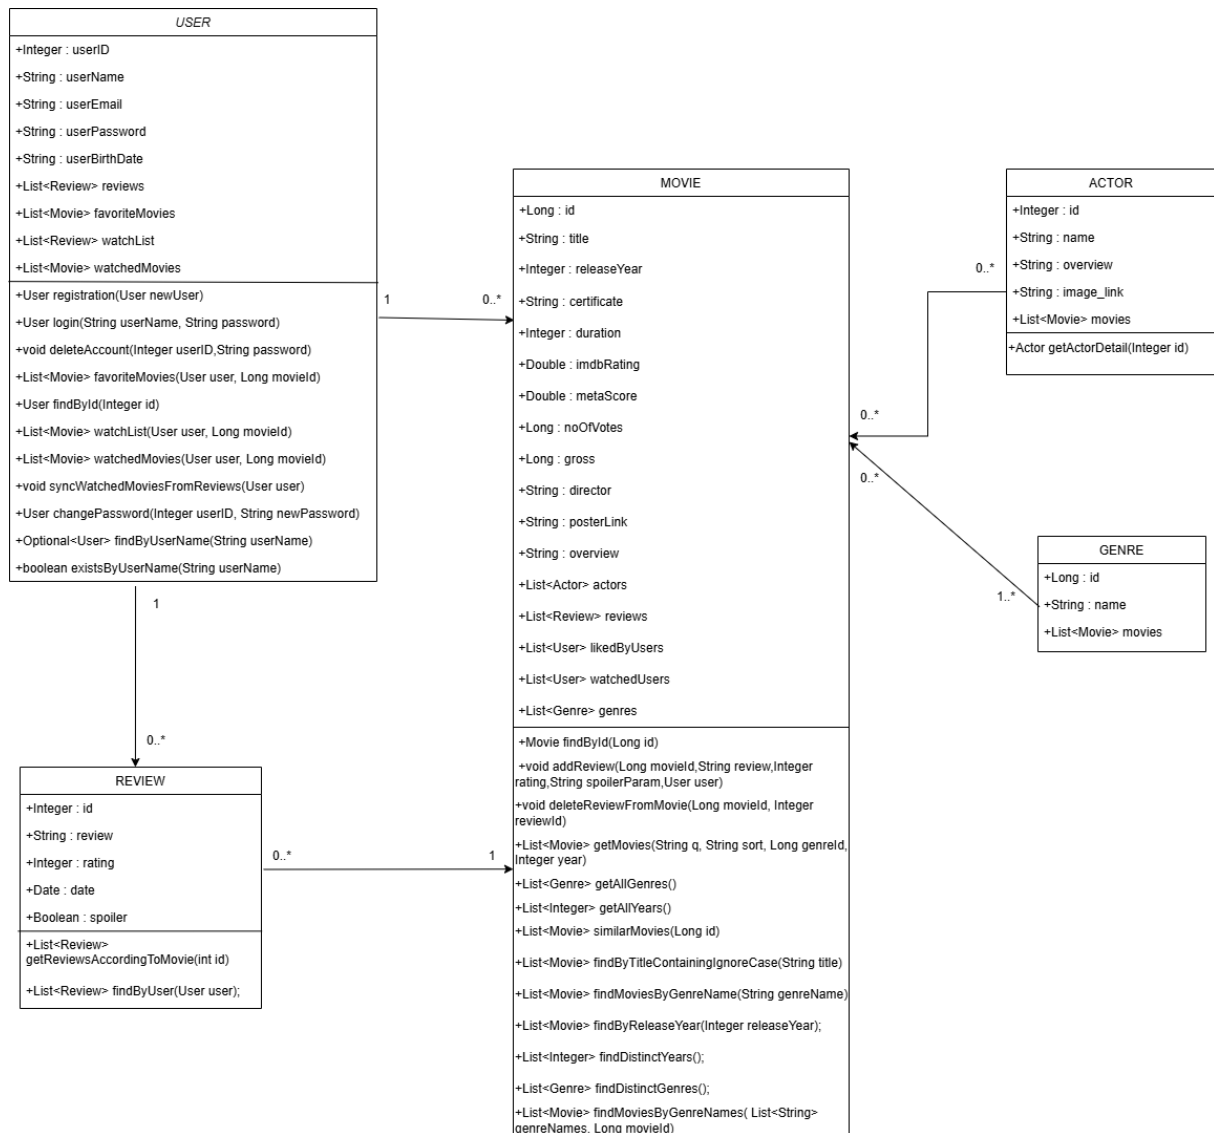 USER
+Integer : userID
+String : userName
+String : userEmail
+String : userPassword
+String : userBirthDate
+List<Review> reviews
+List<Movie> favoriteMovies
+List<Review> watchList
+List<Movie> watchedMovies
+User registration(User newUser)
+User login(String userName, String password)
+void deleteAccount(Integer userID,String password)
+List<Movie> favoriteMovies(User user, Long movieId)
+User findById(Integer id)
+List<Movie> watchList(User user, Long movieId)
+List<Movie> watchedMovies(User user, Long movieId)
+void syncWatchedMoviesFromReviews(User user)
+User changePassword(Integer userID, String newPassword)
+Optional<User> findByUserName(String userName)
+boolean existsByUserName(String userName)
1
0..*
1
0..*
REVIEW
+Integer : id
+String : review
+Integer : rating
+Date : date
+Boolean : spoiler
+List<Review>
getReviewsAccordingToMovie(int id)
+List<Review> findByUser(User user);
0..*
1
MOVIE
+Long : id
+String : title
+Integer : releaseYear
+String : certificate
+Integer : duration
+Double : imdbRating
+Double : metaScore
+Long : noOfVotes
+Long : gross
+String : director
+String : posterLink
+String : overview
+List<Actor> actors
+List<Review> reviews
+List<User> likedByUsers
+List<User> watchedUsers
+List<Genre> genres
+Movie findById(Long id)
+void addReview(Long movieId,String review,Integer
rating,String spoilerParam,User user)
+void deleteReviewFromMovie(Long movieId, Integer
reviewId)
+List<Movie> getMovies(String q, String sort, Long genreId,
Integer year)
+List<Genre> getAllGenres()
+List<Integer> getAllYears()
+List<Movie> similarMovies(Long id)
+List<Movie> findByTitleContainingIgnoreCase(String title)
+List<Movie> findMoviesByGenreName(String genreName)
+List<Movie> findByReleaseYear(Integer releaseYear);
+List<Integer> findDistinctYears();
+List<Genre> findDistinctGenres();
+List<Movie> findMoviesByGenreNames( List<String>
genreNames, Long movieId)
ACTOR
+Integer : id
+String : name
+String : overview
+String : image_link
+List<Movie> movies
+Actor getActorDetail(Integer id)
0..*
0..*
0..*
1..*
GENRE
+Long : id
+String : name
+List<Movie> movies